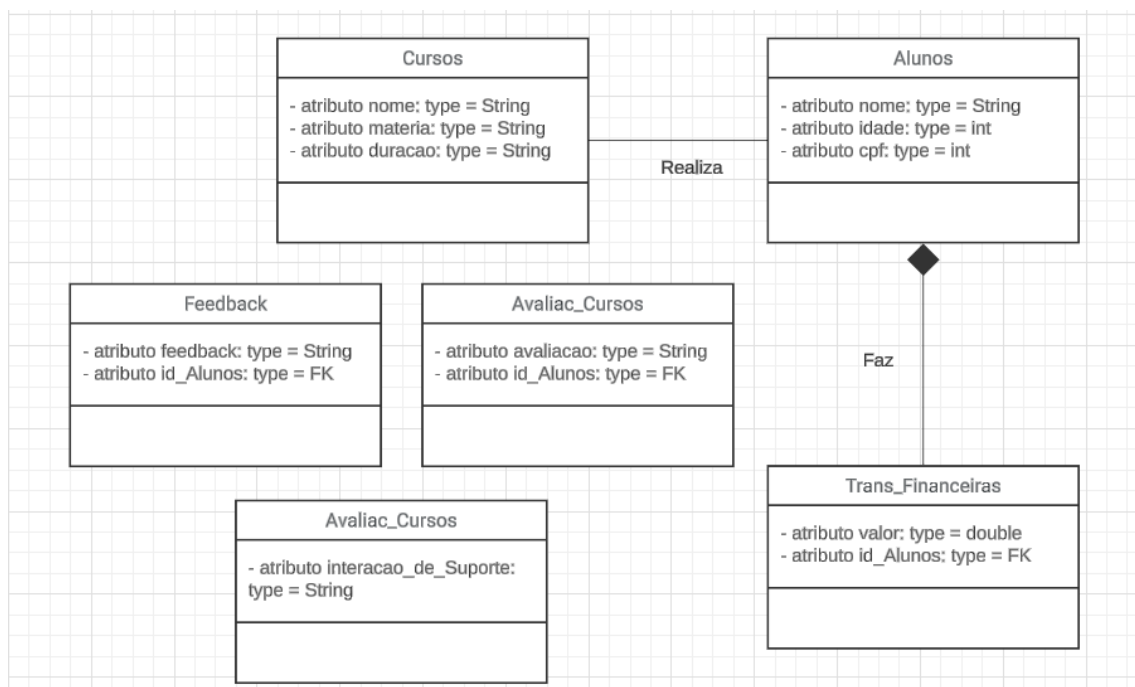 Cursos
- atributo nome: type = String
- atributo materia: type = String
- atributo duracao: type = String
Realiza
Alunos
- atributo nome: type = String
- atributo idade: type = int
- atributo cpf: type = int
Feedback
- atributo feedback: type = String
- atributo id_Alunos: type = FK
Avaliac_Cursos
- atributo avaliacao: type = String
- atributo id_Alunos: type = FK
Faz
Avaliac_Cursos
- atributo interacao_de_Suporte:
type = String
Trans_Financeiras
- atributo valor: type = double
- atributo id_Alunos: type = FK